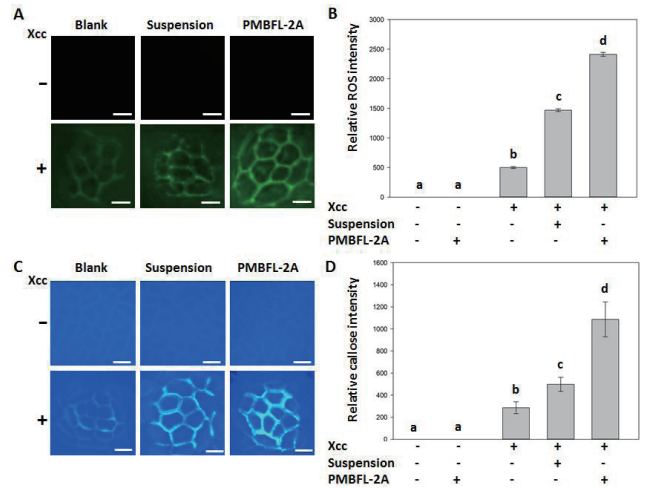 A
Blank Suspension PMBFL-2A
Xcc
–
+
B
Relative ROS intensity
3000
2500
2000
1500
1000
500
0
a a b c d
Xcc - - + + +
Suspension - - - + -
PMBFL-2A - + - - +
C
Blank Suspension PMBFL-2A
Xcc
–
+
D
Relative callose intensity
1600
1400
1200
1000
800
600
400
200
0
a a b c d
Xcc - - + + +
Suspension - - - + -
PMBFL-2A - + - - +